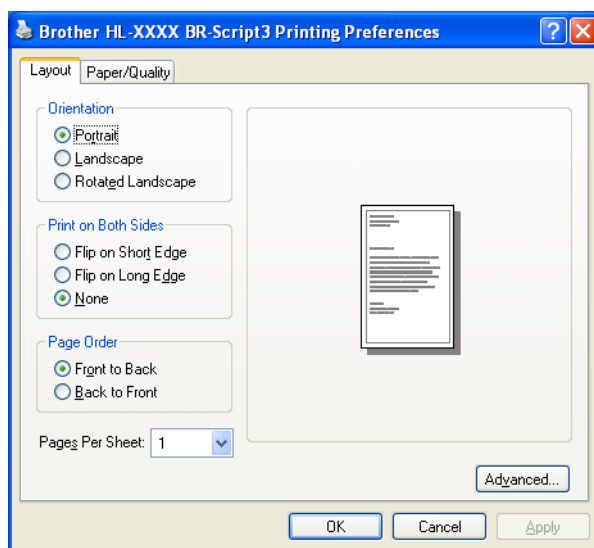 Brother HL-XXXX BR-Script3 Printing Preferences
Layout
Paper/Quality
Orientation
Portrait
Landscape
Rotated Landscape
Print on Both Sides
Flip on Short Edge
Flip on Long Edge
None
Page Order
Front to Back
Back to Front
Pages Per Sheet: 1
Advanced...
OK
Cancel
Apply